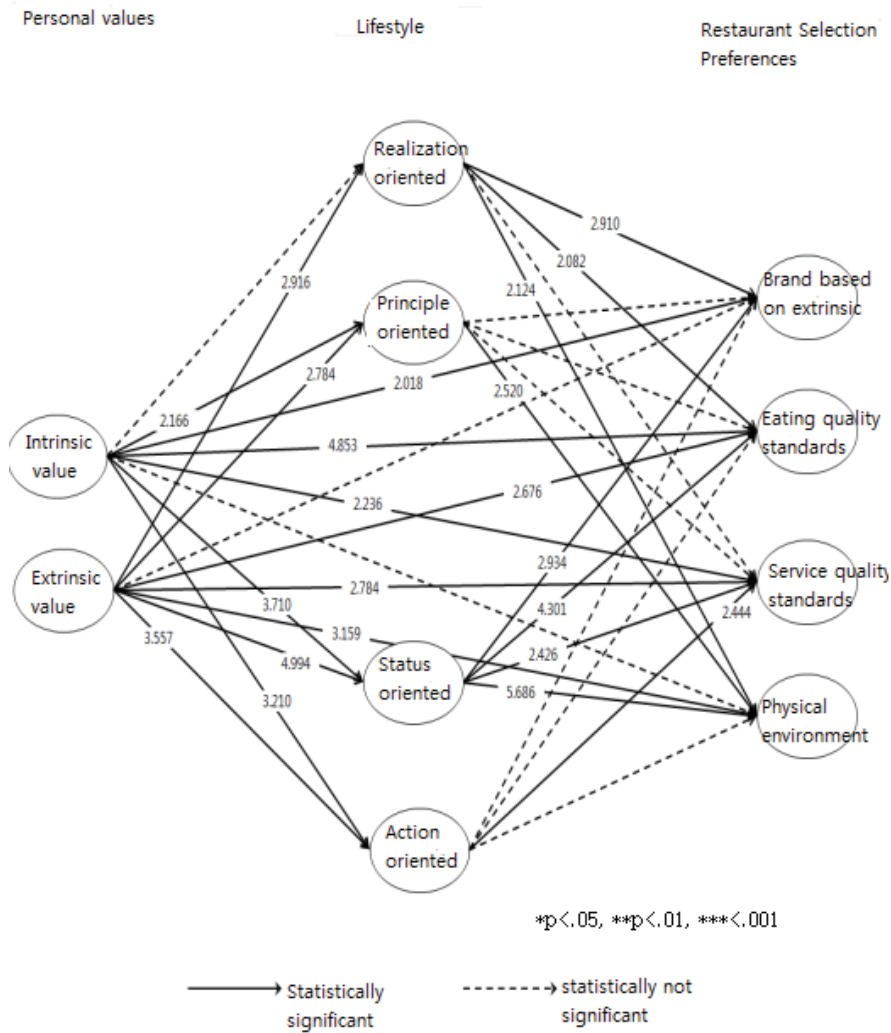 Personal values
Lifestyle
Restaurant Selection
Preferences
Realization
oriented
2.910
2.082
2.916
2.124
Brand based
on extrinsic
Principle
oriented
2.784
2.018
2.520
2.166
Intrinsic
value
4.853
Eating quality
standards
2.676
2.236
Extrinsic
value
2.934
2.784
Service quality
standards
3.710
4.301
2.444
3.557
3.159
4.994
2.426
Status
oriented
5.686
3.210
Physical
environment
Action
oriented
*p<.05, **p<.01, ***<.001
Statistically
significant
statistically not
significant